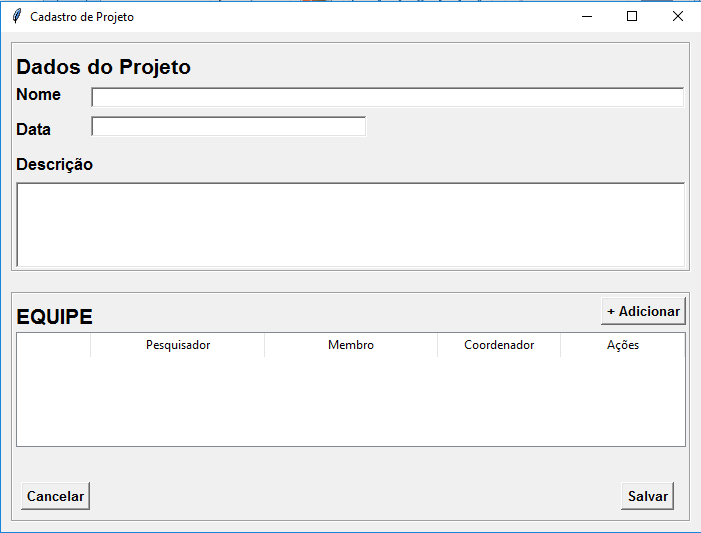 Cadastro de Projeto
Dados do Projeto
Nome
Data
Descrição
EQUIPE
+ Adicionar
Pesquisador Membro Coordenador Ações
Cancelar Salvar